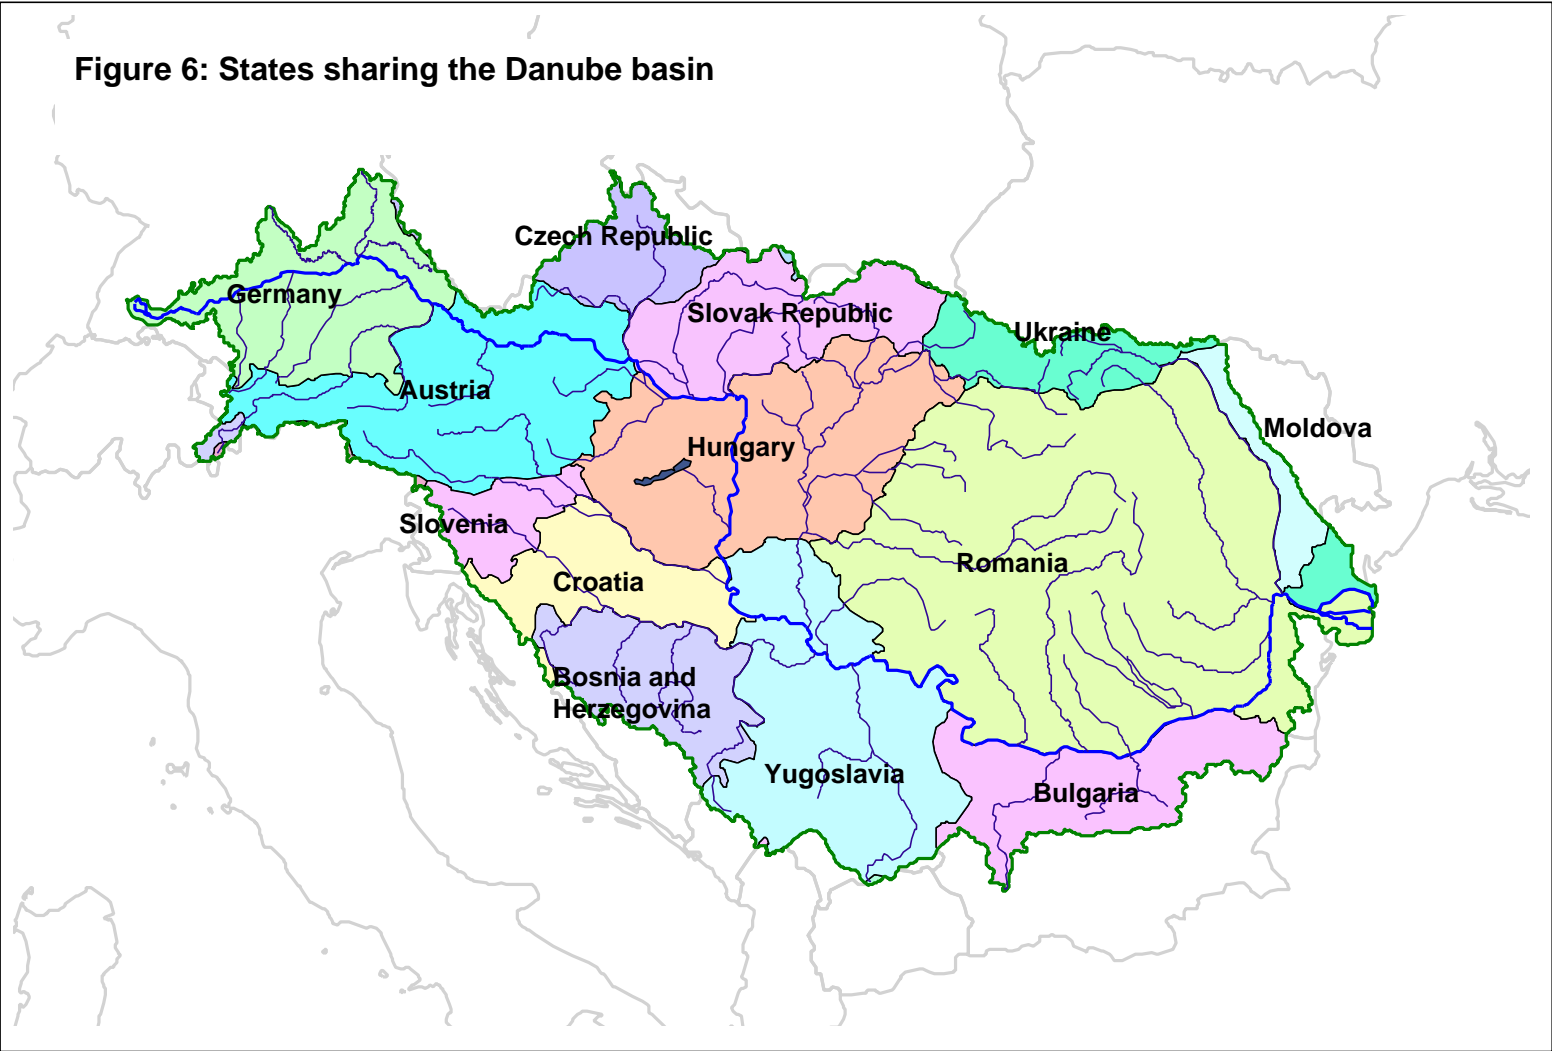 Figure 6: States sharing the Danube basin
Czech Republic
Germany
Slovak Republic
Ukraine
Austria
Moldova
Hungary
Slovenia
Romania
Croatia
Bosnia and
Herzegovina
Yugoslavia
Bulgaria